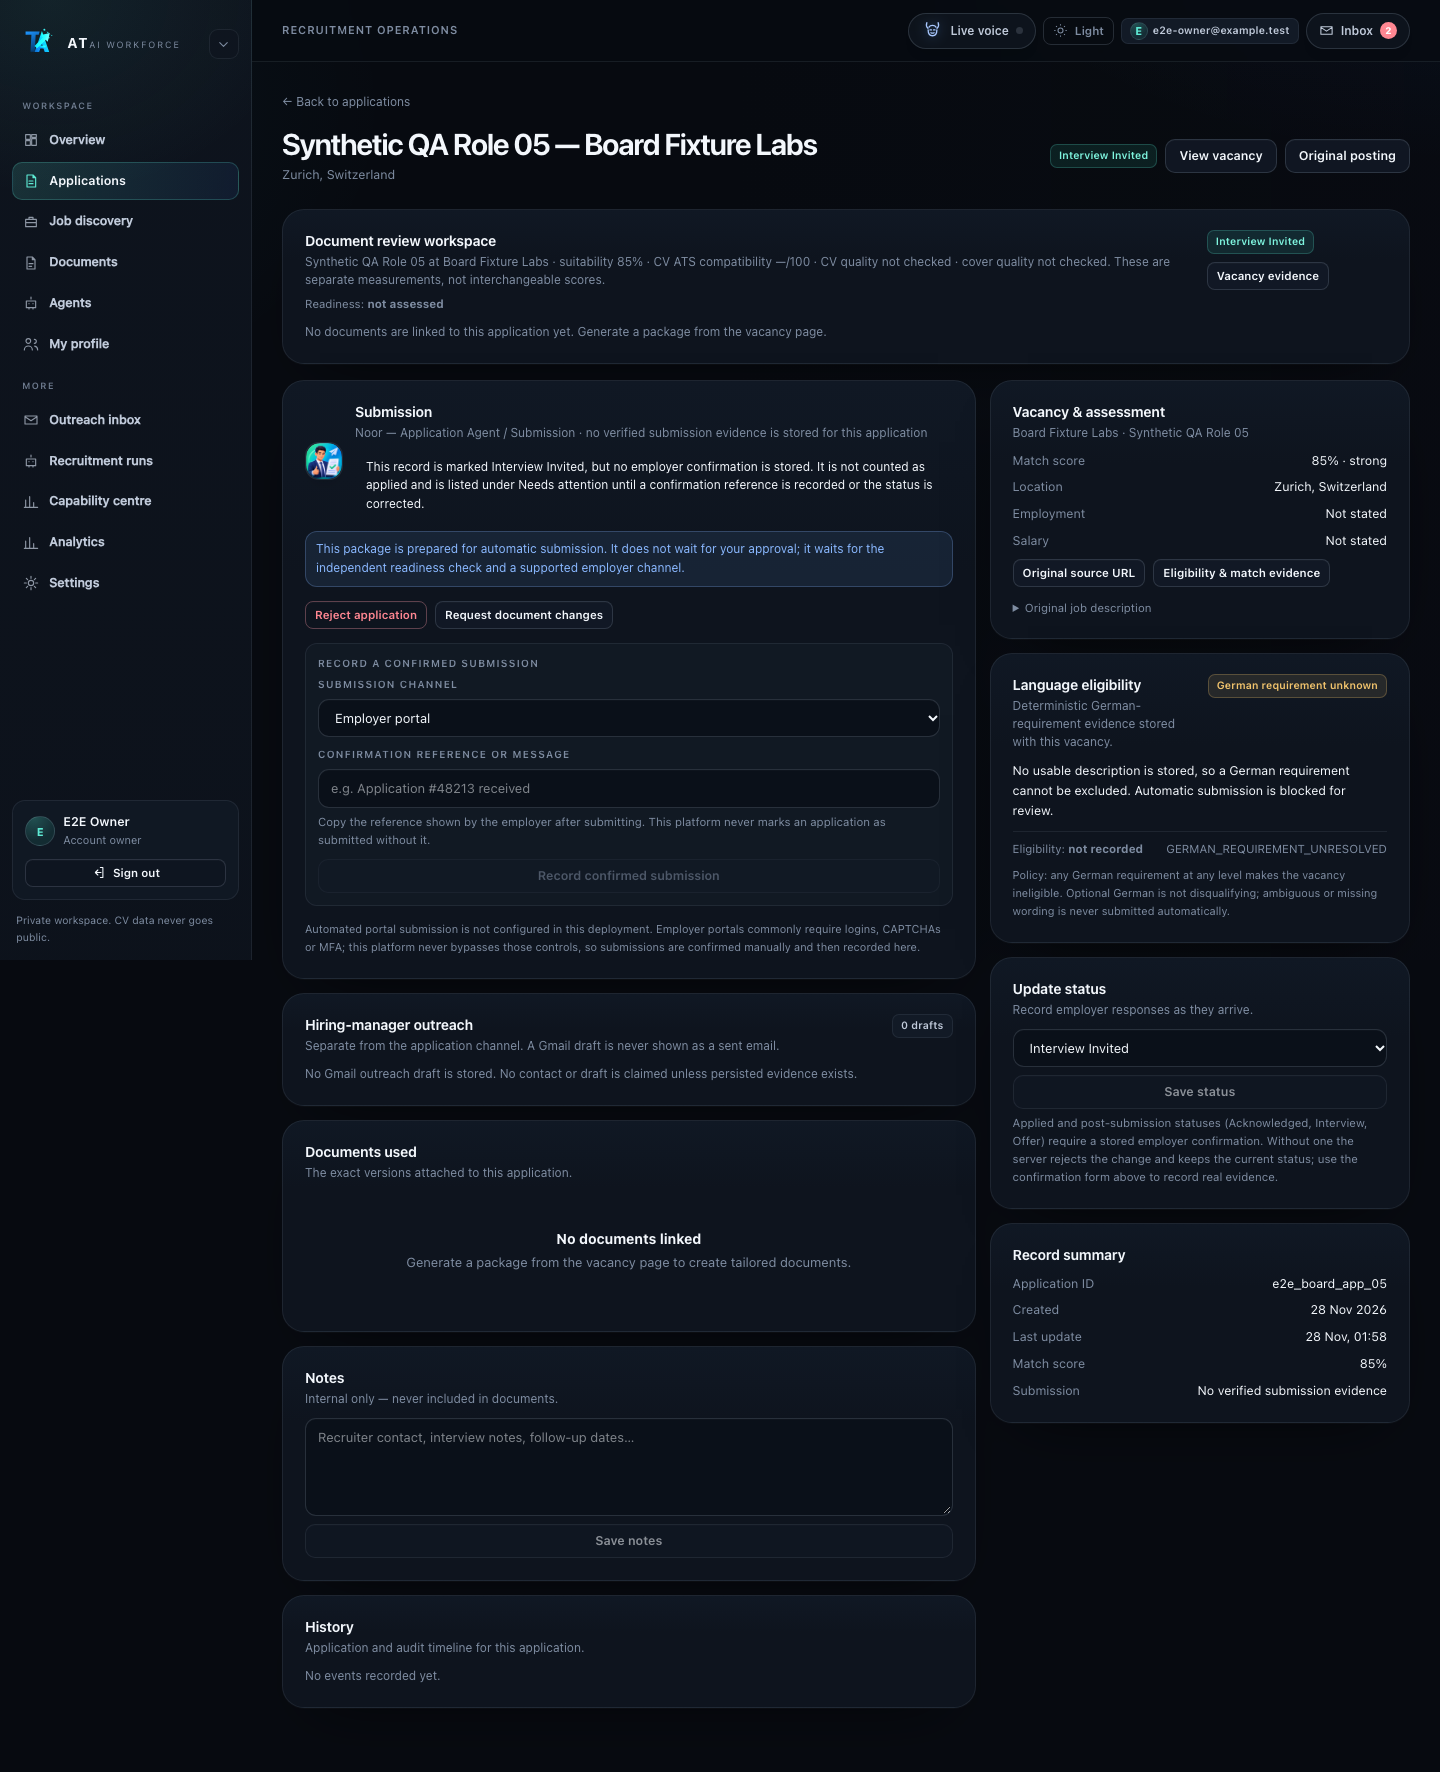 AT AI WORKFORCE
WORKSPACE
Overview
Applications
Job discovery
Documents
Agents
My profile
MORE
Outreach inbox
Recruitment runs
Capability centre
Analytics
Settings
E
E2E Owner
Account owner
Sign out
Private workspace. CV data never goes
public.
RECRUITMENT OPERATIONS
Live voice
Light
E e2e-owner@example.test
Inbox 2
← Back to applications
Synthetic QA Role 05 — Board Fixture Labs
Zurich, Switzerland
Interview Invited
View vacancy
Original posting
Document review workspace
Synthetic QA Role 05 at Board Fixture Labs · suitability 85% · CV ATS compatibility —/100 · CV quality not checked · cover quality not checked. These are
separate measurements, not interchangeable scores.
Readiness: not assessed
No documents are linked to this application yet. Generate a package from the vacancy page.
Interview Invited
Vacancy evidence
Submission
Noor — Application Agent / Submission · no verified submission evidence is stored for this application
This record is marked Interview Invited, but no employer confirmation is stored. It is not counted as
applied and is listed under Needs attention until a confirmation reference is recorded or the status is
corrected.
This package is prepared for automatic submission. It does not wait for your approval; it waits for the
independent readiness check and a supported employer channel.
Reject application
Request document changes
RECORD A CONFIRMED SUBMISSION
SUBMISSION CHANNEL
Employer portal
CONFIRMATION REFERENCE OR MESSAGE
e.g. Application #48213 received
Copy the reference shown by the employer after submitting. This platform never marks an application as
submitted without it.
Record confirmed submission
Automated portal submission is not configured in this deployment. Employer portals commonly require logins, CAPTCHAs
or MFA; this platform never bypasses those controls, so submissions are confirmed manually and then recorded here.
Hiring-manager outreach
0 drafts
Separate from the application channel. A Gmail draft is never shown as a sent email.
No Gmail outreach draft is stored. No contact or draft is claimed unless persisted evidence exists.
Documents used
The exact versions attached to this application.
No documents linked
Generate a package from the vacancy page to create tailored documents.
Notes
Internal only — never included in documents.
Recruiter contact, interview notes, follow-up dates...
Save notes
History
Application and audit timeline for this application.
No events recorded yet.
Vacancy & assessment
Board Fixture Labs · Synthetic QA Role 05
Match score 85% · strong
Location Zurich, Switzerland
Employment Not stated
Salary Not stated
Original source URL
Eligibility & match evidence
Original job description
Language eligibility
German requirement unknown
Deterministic German-
requirement evidence stored
with this vacancy.
No usable description is stored, so a German requirement
cannot be excluded. Automatic submission is blocked for
review.
Eligibility: not recorded GERMAN_REQUIREMENT_UNRESOLVED
Policy: any German requirement at any level makes the vacancy
ineligible. Optional German is not disqualifying; ambiguous or missing
wording is never submitted automatically.
Update status
Record employer responses as they arrive.
Interview Invited
Save status
Applied and post-submission statuses (Acknowledged, Interview,
Offer) require a stored employer confirmation. Without one the
server rejects the change and keeps the current status; use the
confirmation form above to record real evidence.
Record summary
Application ID e2e_board_app_05
Created 28 Nov 2026
Last update 28 Nov, 01:58
Match score 85%
Submission No verified submission evidence